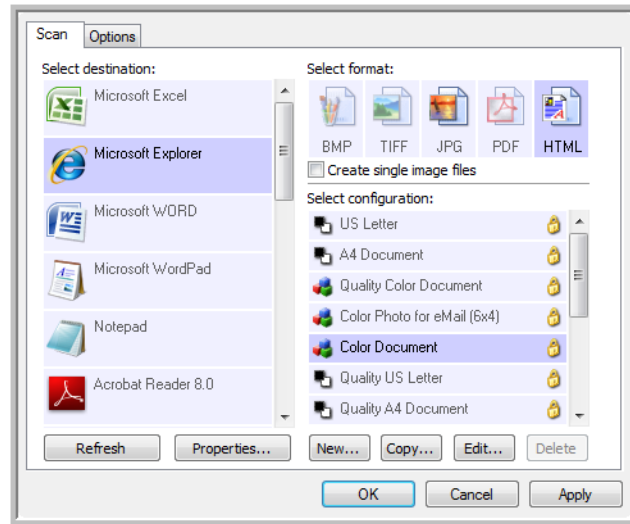 Scan Options
Select destination:
Microsoft Excel
Microsoft Explorer
Microsoft WORD
Microsoft WordPad
Notepad
Acrobat Reader 8.0
Refresh Properties...
Select format:
BMP TIFF JPG PDF HTML
Create single image files
Select configuration:
US Letter
A4 Document
Quality Color Document
Color Photo for eMail (6x4)
Color Document
Quality US Letter
Quality A4 Document
New... Copy... Edit... Delete
OK Cancel Apply